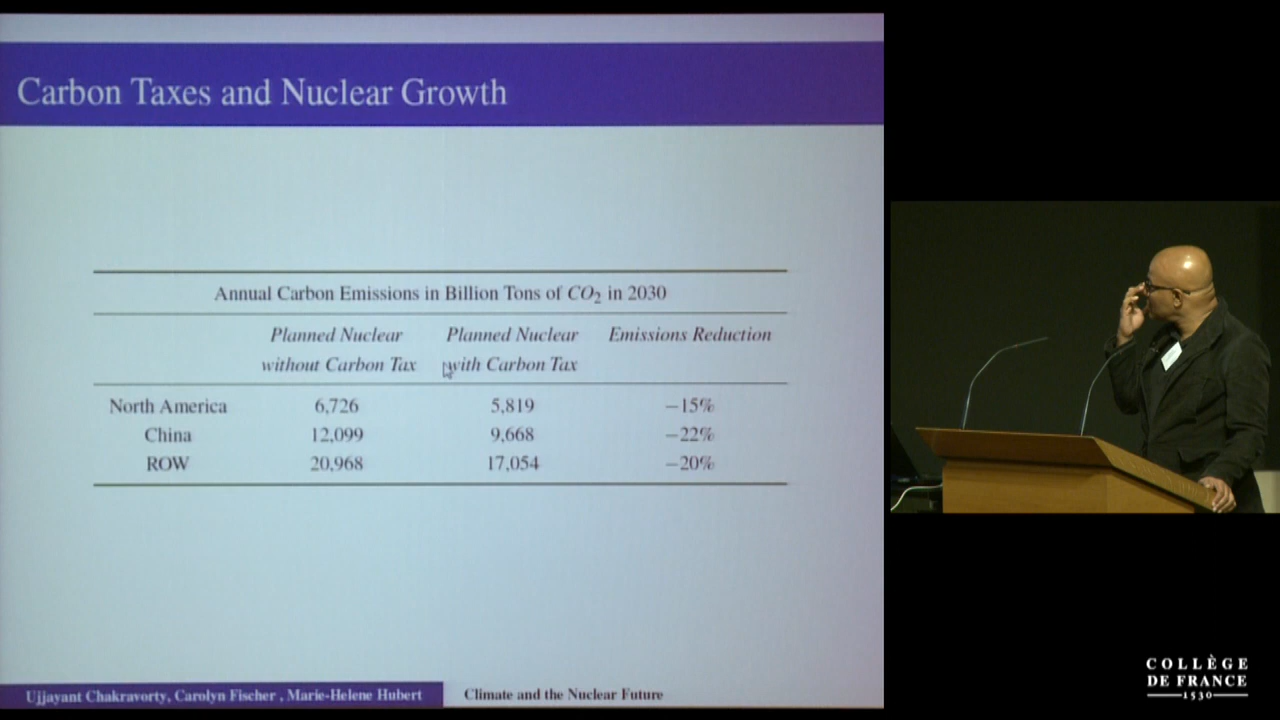 Carbon Taxes and Nuclear Growth
Annual Carbon Emissions in Billion Tons of CO2 in 2030
Planned Nuclear without Carbon Tax
Planned Nuclear with Carbon Tax
Emissions Reduction
North America 6,726 5,819 −15%
China 12,099 9,668 −22%
ROW 20,968 17,054 −20%
Ujjayant Chakravorty, Carolyn Fischer , Marie-Helene Hubert
Climate and the Nuclear Future
COLLÈGE
DE FRANCE
1530